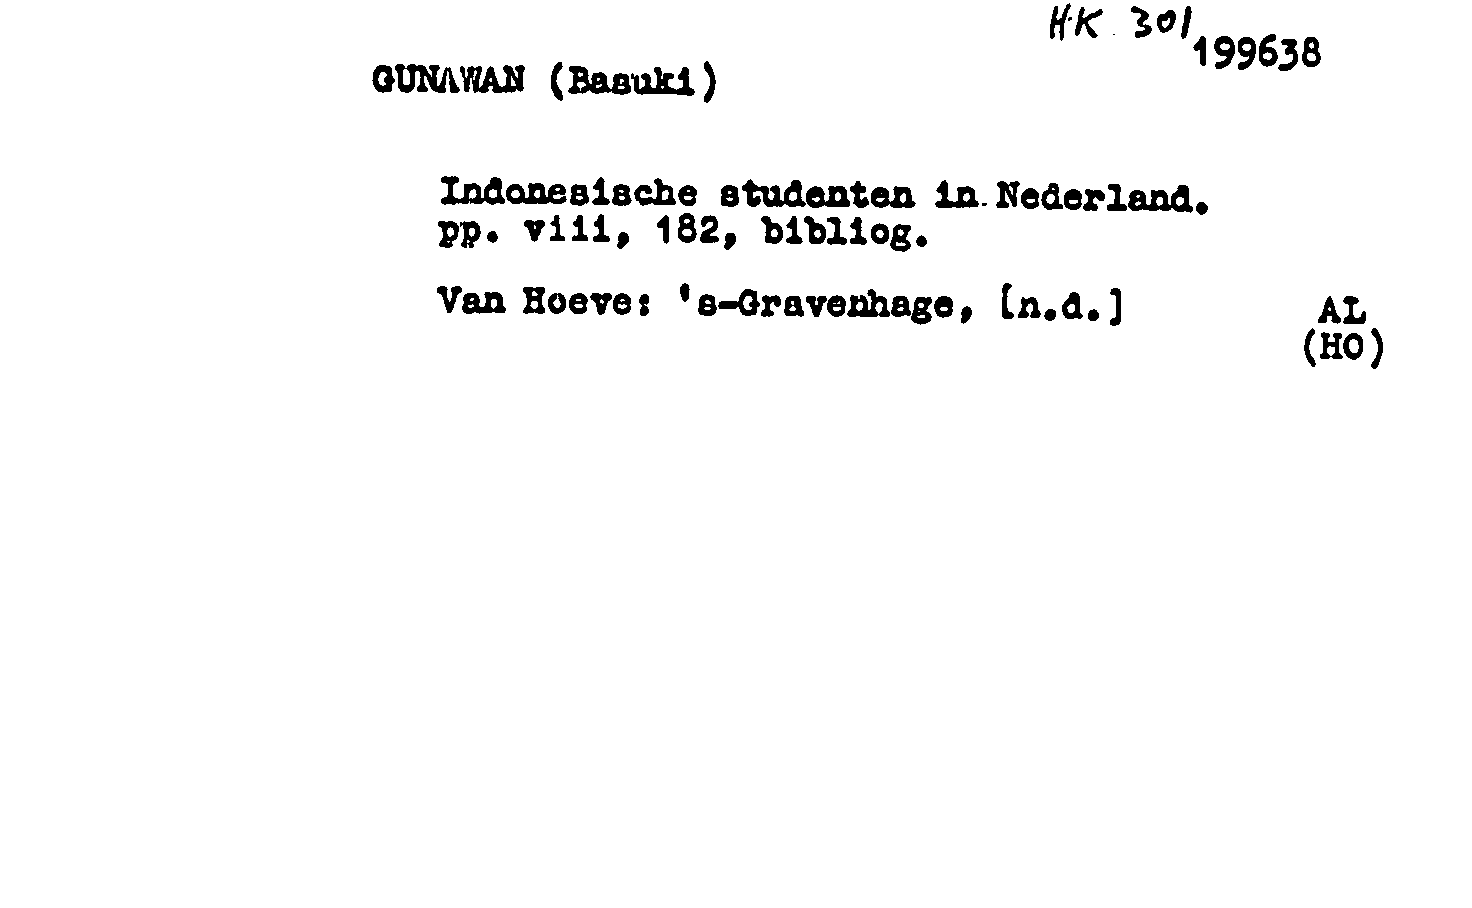 HK 301
199638
GUNAWAN (Basuki)
Indonesische studenten in Nederland.
pp. viii, 182, bibliog.
Van Hoeve: 's-Gravenhage, [n.d.]
AL
(HO)